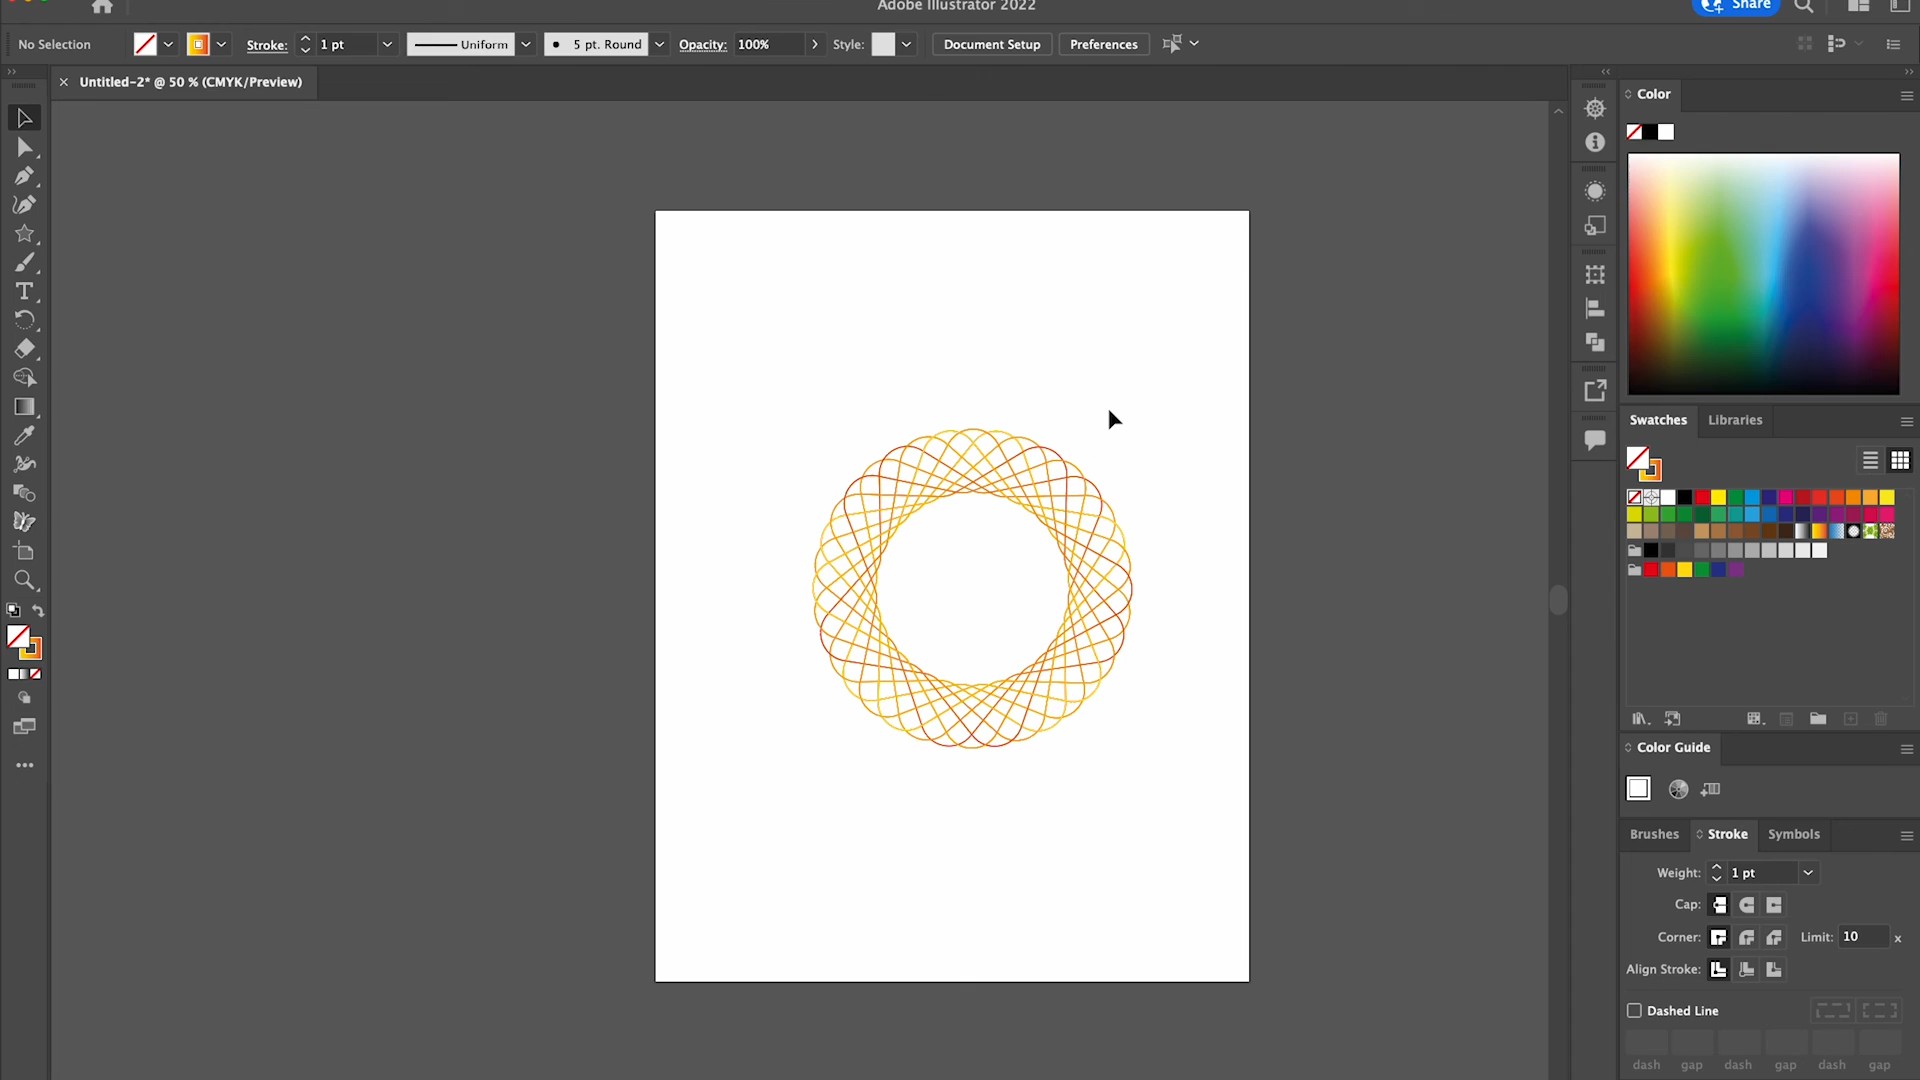 Adobe Illustrator 2022
Share
No Selection
Stroke: 1 pt
Uniform
5 pt. Round
Opacity: 100%
Style:
Document Setup
Preferences
Untitled-2* @ 50 % (CMYK/Preview)
Color
Swatches
Libraries
Color Guide
Brushes
Stroke
Symbols
Weight: 1 pt
Cap:
Corner:
Limit: 10 x
Align Stroke:
Dashed Line
dash gap dash gap dash gap